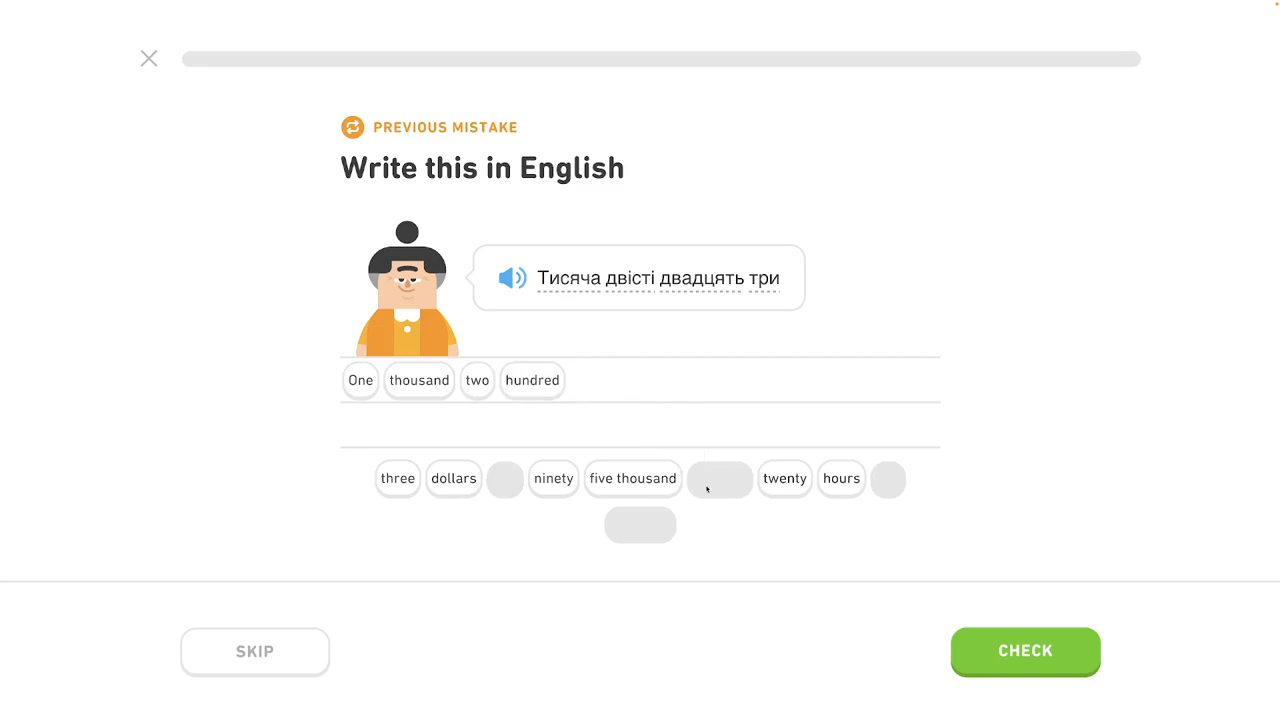 PREVIOUS MISTAKE
Write this in English
Тисяча двісті двадцять три
One thousand two hundred
three dollars ninety five thousand twenty hours
SKIP CHECK